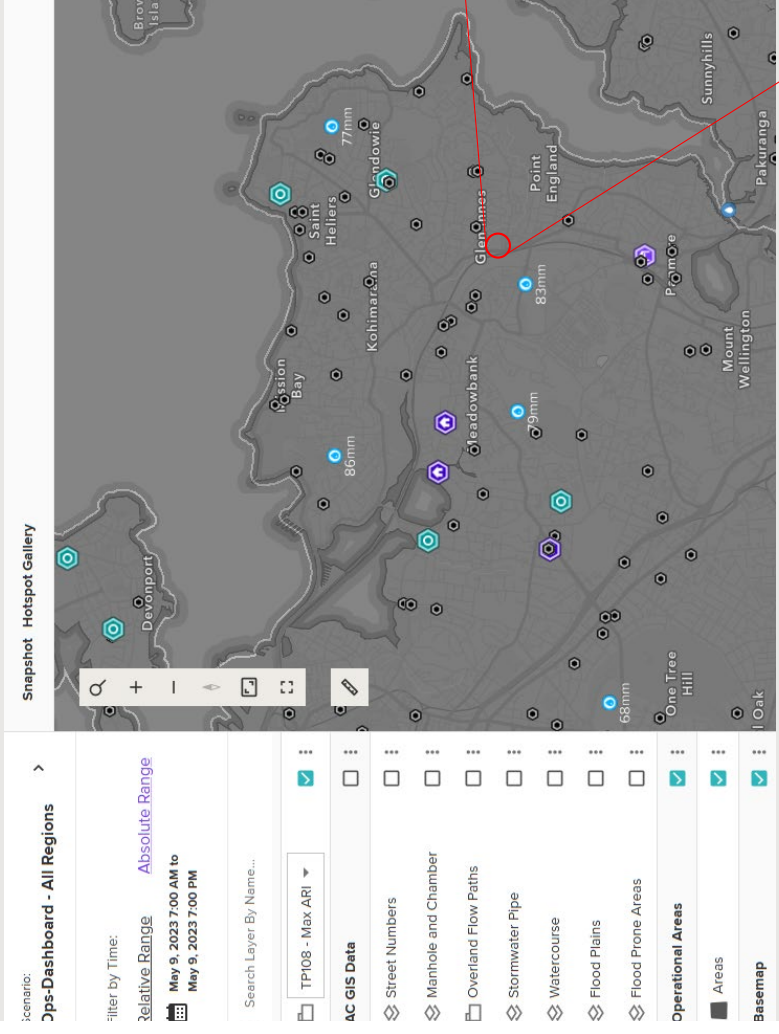 Scenario:
Ops-Dashboard - All Regions
Filter by Time:
Relative Range
Absolute Range
May 9, 2023 7:00 AM to
May 9, 2023 7:00 PM
Search Layer By Name...
TP108 - Max ARI
AC GIS Data
Street Numbers
Manhole and Chamber
Overland Flow Paths
Stormwater Pipe
Watercourse
Flood Plains
Flood Prone Areas
Operational Areas
Areas
Basemap
Snapshot
Hotspot Gallery
Devonport
Mission
Bay
86mm
Kohimarama
Saint
Heliers
77mm
Glendowie
Meadowbank
Glen Innes
79mm
83mm
Point
England
68mm
One Tree
Hill
Panmure
Mount
Wellington
Sunnyhills
Pakuranga
l Oak